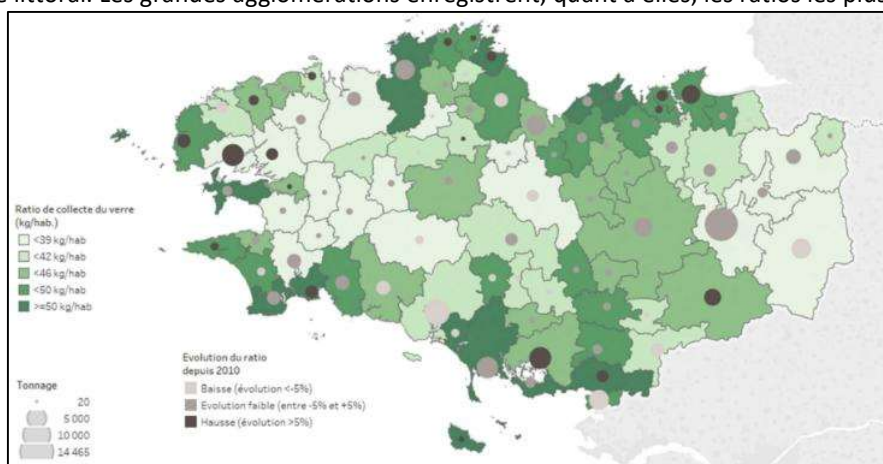 littoral. Les grandes agglomérations enregistrent, quant à elles, les ratios les plus
Ratio de collecte du verre
(kg/hab.)
<39 kg/hab
<42 kg/hab
<46 kg/hab
<50 kg/hab
>=50 kg/hab
Evolution du ratio
depuis 2010
Baisse (évolution <-5%)
Evolution faible (entre -5% et +5%)
Hausse (évolution >5%)
Tonnage
20
5 000
10 000
14 465